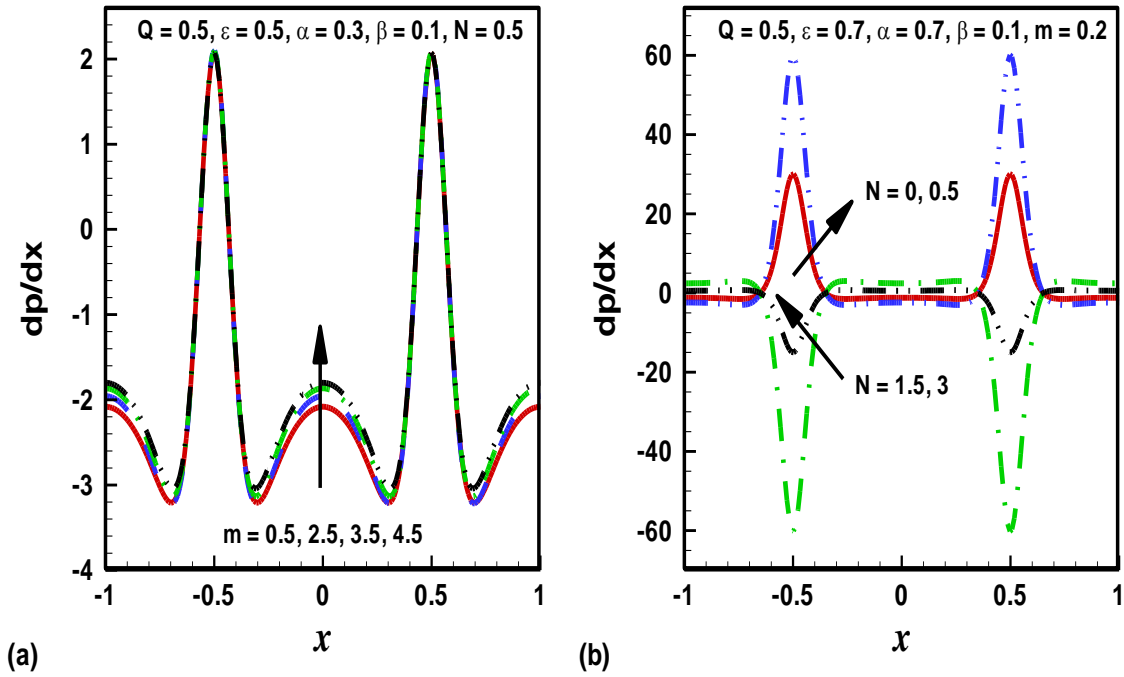 Q = 0.5, ε = 0.5, α = 0.3, β = 0.1, N = 0.5
2
1
0
-1
-2
-3
-4
dp/dx
m = 0.5, 2.5, 3.5, 4.5
-1
-0.5
0
0.5
1
x
(a)
Q = 0.5, ε = 0.7, α = 0.7, β = 0.1, m = 0.2
60
40
20
0
-20
-40
-60
dp/dx
N = 0, 0.5
N = 1.5, 3
-1
-0.5
0
0.5
1
x
(b)